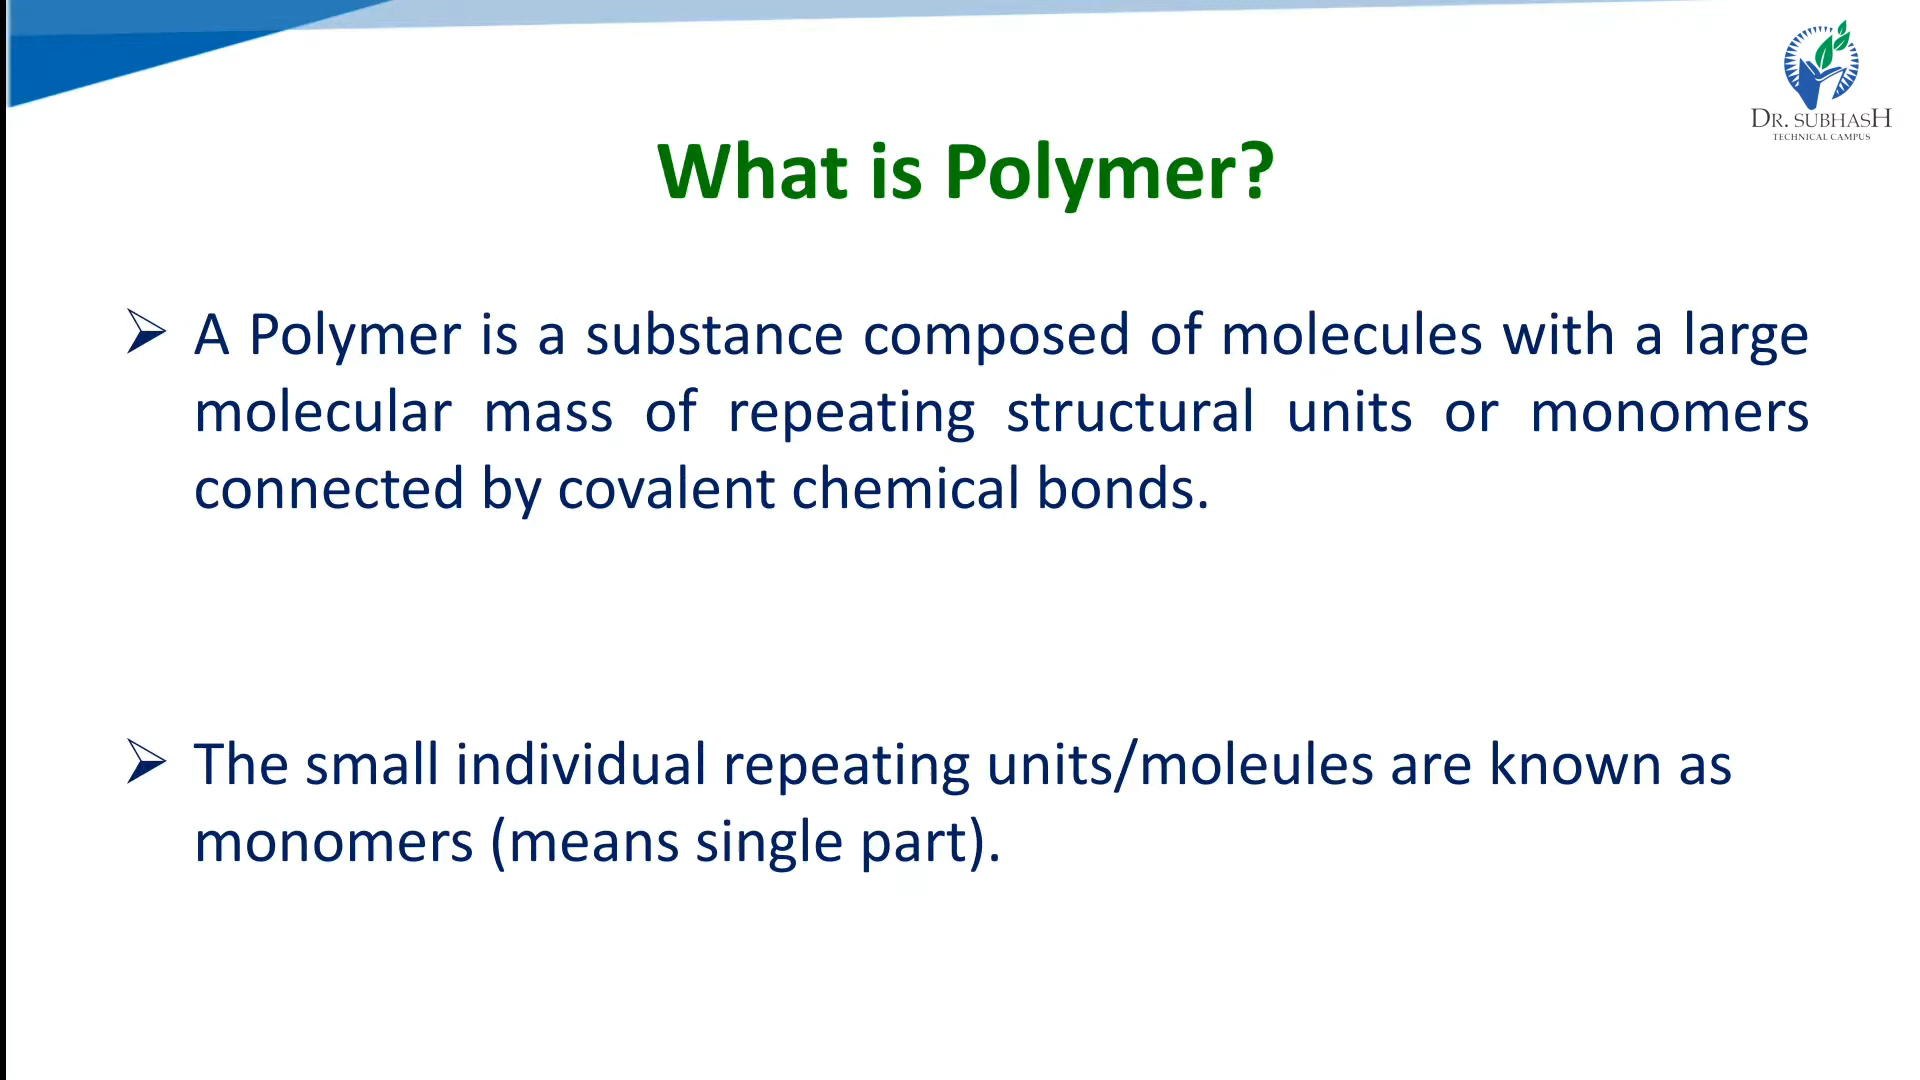 DR. SUBHASH
TECHNICAL CAMPUS
What is Polymer?
A Polymer is a substance composed of molecules with a large
molecular mass of repeating structural units or monomers
connected by covalent chemical bonds.
The small individual repeating units/moleules are known as
monomers (means single part).